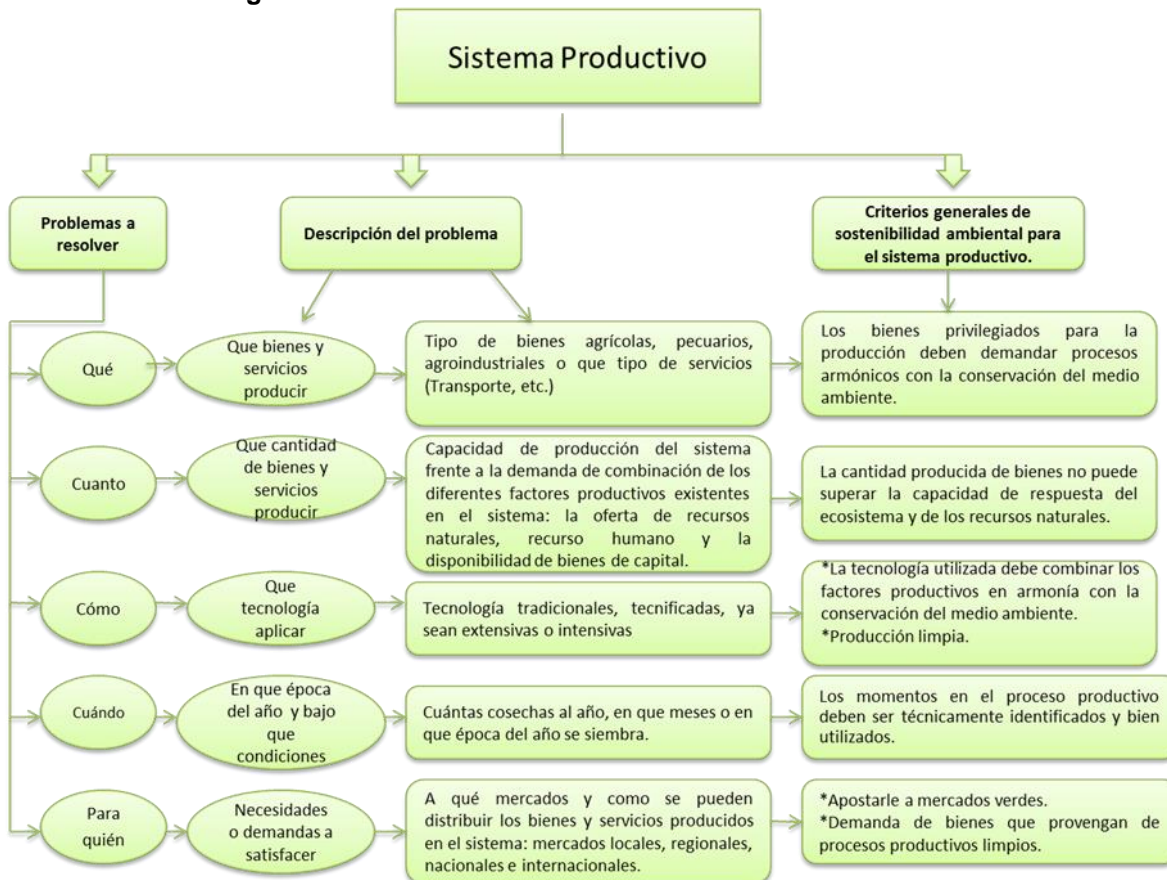 Sistema Productivo
Problemas a
resolver
Descripción del problema
Criterios generales de
sostenibilidad ambiental para
el sistema productivo.
Qué
Que bienes y
servicios
producir
Tipo de bienes agrícolas, pecuarios,
agroindustriales o que tipo de servicios
(Transporte, etc.)
Los bienes privilegiados para la
producción deben demandar procesos
armónicos con la conservación del medio
ambiente.
Cuanto
Que cantidad
de bienes y
servicios
producir
Capacidad de producción del sistema
frente a la demanda de combinación de los
diferentes factores productivos existentes
en el sistema: la oferta de recursos
naturales, recurso humano y la
disponibilidad de bienes de capital.
La cantidad producida de bienes no puede
superar la capacidad de respuesta del
ecosistema y de los recursos naturales.
Cómo
Que
tecnología
aplicar
Tecnología tradicionales, tecnificadas, ya
sean extensivas o intensivas
*La tecnología utilizada debe combinar los
factores productivos en armonía con la
conservación del medio ambiente.
*Producción limpia.
Cuándo
En que época
del año y bajo
que
condiciones
Cuántas cosechas al año, en que meses o en
que época del año se siembra.
Los momentos en el proceso productivo
deben ser técnicamente identificados y bien
utilizados.
Para
quién
Necesidades
o demandas a
satisfacer
A qué mercados y como se pueden
distribuir los bienes y servicios producidos
en el sistema: mercados locales, regionales,
nacionales e internacionales.
*Apostarle a mercados verdes.
*Demanda de bienes que provengan de
procesos productivos limpios.